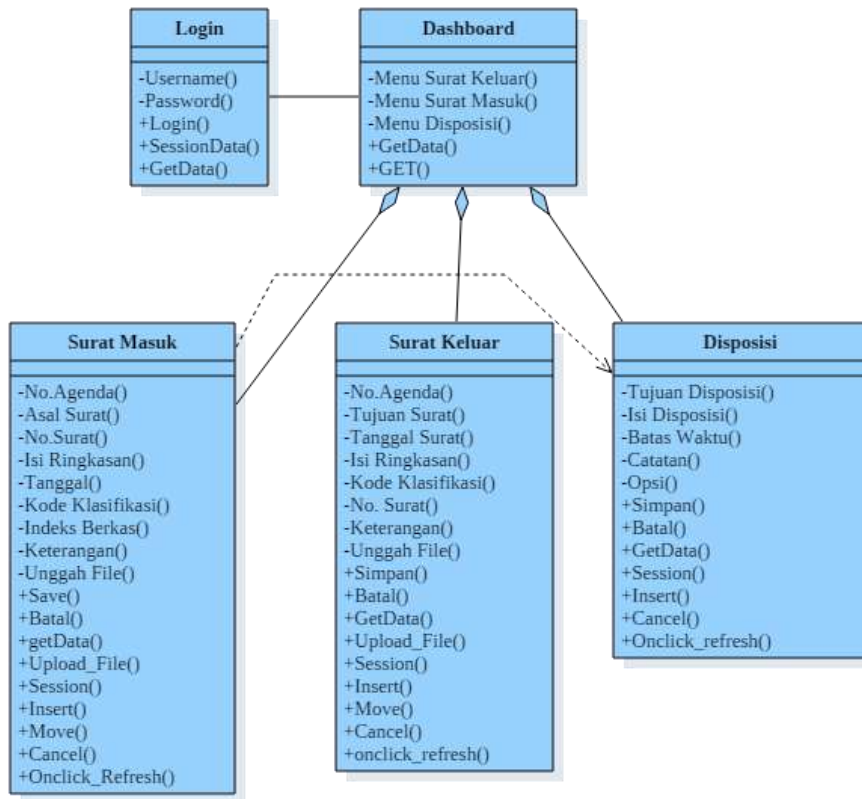 Login
-Username()
-Password()
+Login()
+SessionData()
+GetData()
Dashboard
-Menu Surat Keluar()
-Menu Surat Masuk()
-Menu Disposisi()
+GetData()
+GET()
Surat Masuk
-No.Agenda()
-Asal Surat()
-No.Surat()
-Isi Ringkasan()
-Tanggal()
-Kode Klasifikasi()
-Indeks Berkas()
-Keterangan()
-Unggah File()
+Save()
+Batal()
+getData()
+Upload_File()
+Session()
+Insert()
+Move()
+Cancel()
+Onclick_Refresh()
Surat Keluar
-No.Agenda()
-Tujuan Surat()
-Tanggal Surat()
-Isi Ringkasan()
-Kode Klasifikasi()
-No. Surat()
-Keterangan()
-Unggah File()
+Simpan()
+Batal()
+GetData()
+Upload_File()
+Session()
+Insert()
+Move()
+Cancel()
+onclick_refresh()
Disposisi
-Tujuan Disposisi()
-Isi Disposisi()
-Batas Waktu()
-Catatan()
-Opsi()
+Simpan()
+Batal()
+GetData()
+Session()
+Insert()
+Cancel()
+Onclick_refresh()